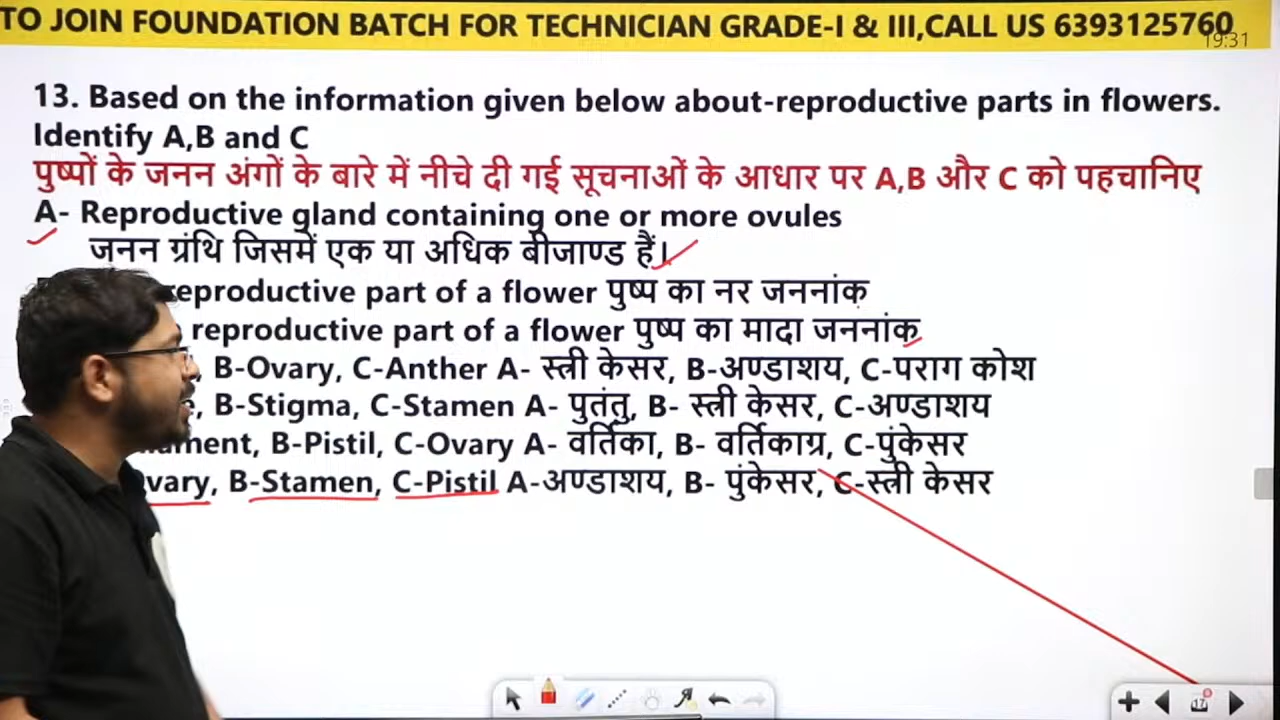 TO JOIN FOUNDATION BATCH FOR TECHNICIAN GRADE-I & III,CALL US 6393125760
19:31
13. Based on the information given below about-reproductive parts in flowers.
Identify A,B and C
पुष्पों के जनन अंगों के बारे में नीचे दी गई सूचनाओं के आधार पर A,B और C को पहचानिए
A- Reproductive gland containing one or more ovules
जनन ग्रंथि जिसमें एक या अधिक बीजाण्ड हैं।
reproductive part of a flower पुष्प का नर जननांक
reproductive part of a flower पुष्प का मादा जननांक
, B-Ovary, C-Anther A- स्त्री केसर, B-अण्डाशय, C-पराग कोश
, B-Stigma, C-Stamen A- पुतंतु, B- स्त्री केसर, C-अण्डाशय
B-Pistil, C-Ovary A- वर्तिका, B- वर्तिकाग्र, C-पुंकेसर
B-Stamen, C-Pistil A-अण्डाशय, B- पुंकेसर, C-स्त्री केसर
17